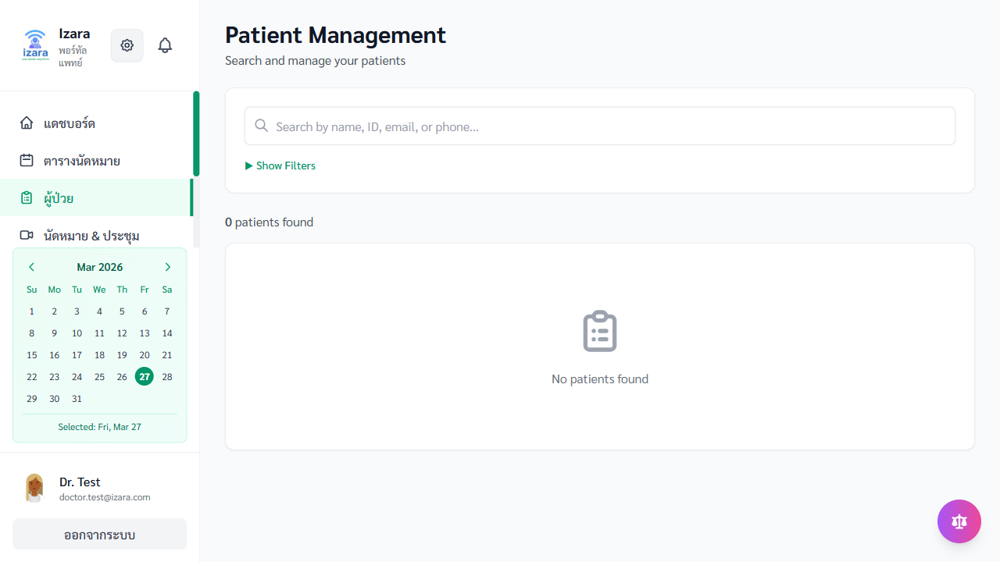 Izara
พอร์ทัล
แพทย์
izara
แดชบอร์ด
ตารางนัดหมาย
ผู้ป่วย
นัดหมาย & ประชุม
Mar 2026
Su Mo Tu We Th Fr Sa
1 2 3 4 5 6 7
8 9 10 11 12 13 14
15 16 17 18 19 20 21
22 23 24 25 26 27 28
29 30 31
Selected: Fri, Mar 27
Dr. Test
doctor.test@izara.com
ออกจากระบบ
Patient Management
Search and manage your patients
Search by name, ID, email, or phone...
▶ Show Filters
0 patients found
No patients found